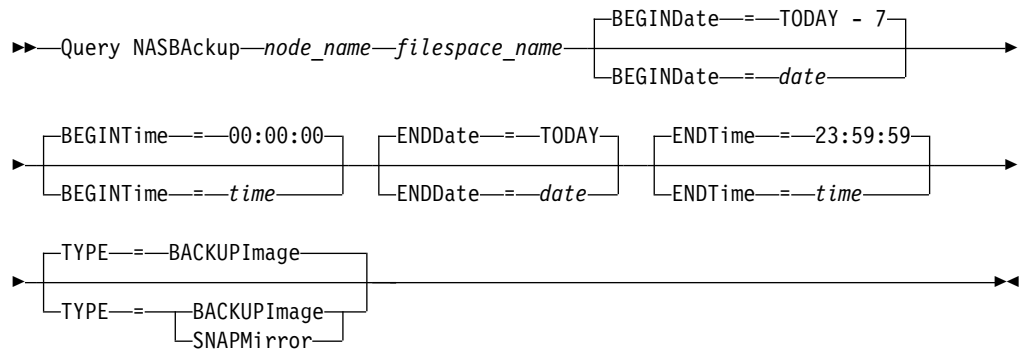 BEGINDate = TODAY - 7
Query NASBAckup node_name filespace_name
BEGINDate = date
BEGINTime = 00:00:00 ENDDate = TODAY ENDTime = 23:59:59
BEGINTime = time ENDDate = date ENDTime = time
TYPE = BACKUPImage
TYPE = BACKUPImage
SNAPMirror